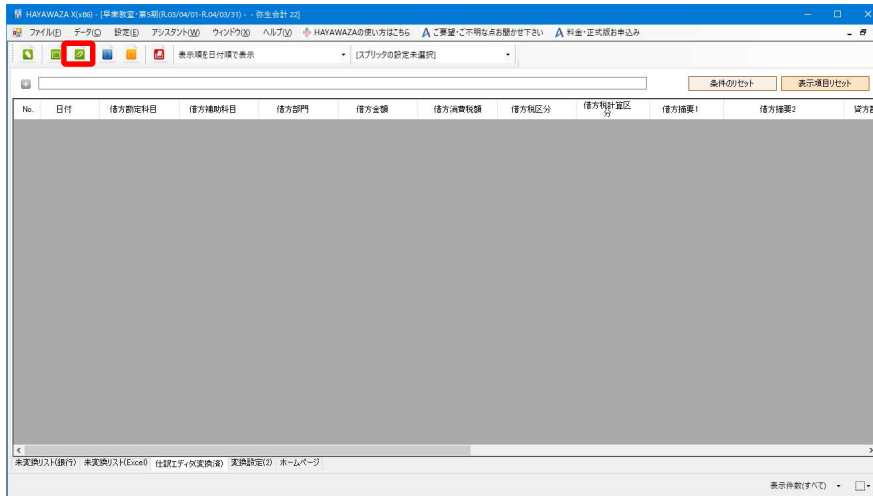 HAYAWAZA X(x86) - [早業教室・第5期(R.03/04/01-R.04/03/31) - - 弥生会計 22]
ファイル(F) データ(C) 設定(E) アシスタント(W) ウィンドウ(X) ヘルプ(V) HAYAWAZAの使い方はこちら ご要望・ご不明な点お聞かせ下さい 料金・正式版お申込み
表示順を日付順で表示 [スプリッタの設定未選択]
条件のリセット 表示項目リセット
No. 日付 借方勘定科目 借方補助科目 借方部門 借方金額 借方消費税額 借方税区分 借方税計算区分 借方摘要1 借方摘要2 貸方
未変換リスト(銀行) 未変換リスト(Excel) 仕訳エディタ(変換済) 変換設定(2) ホームページ
表示件数(すべて)